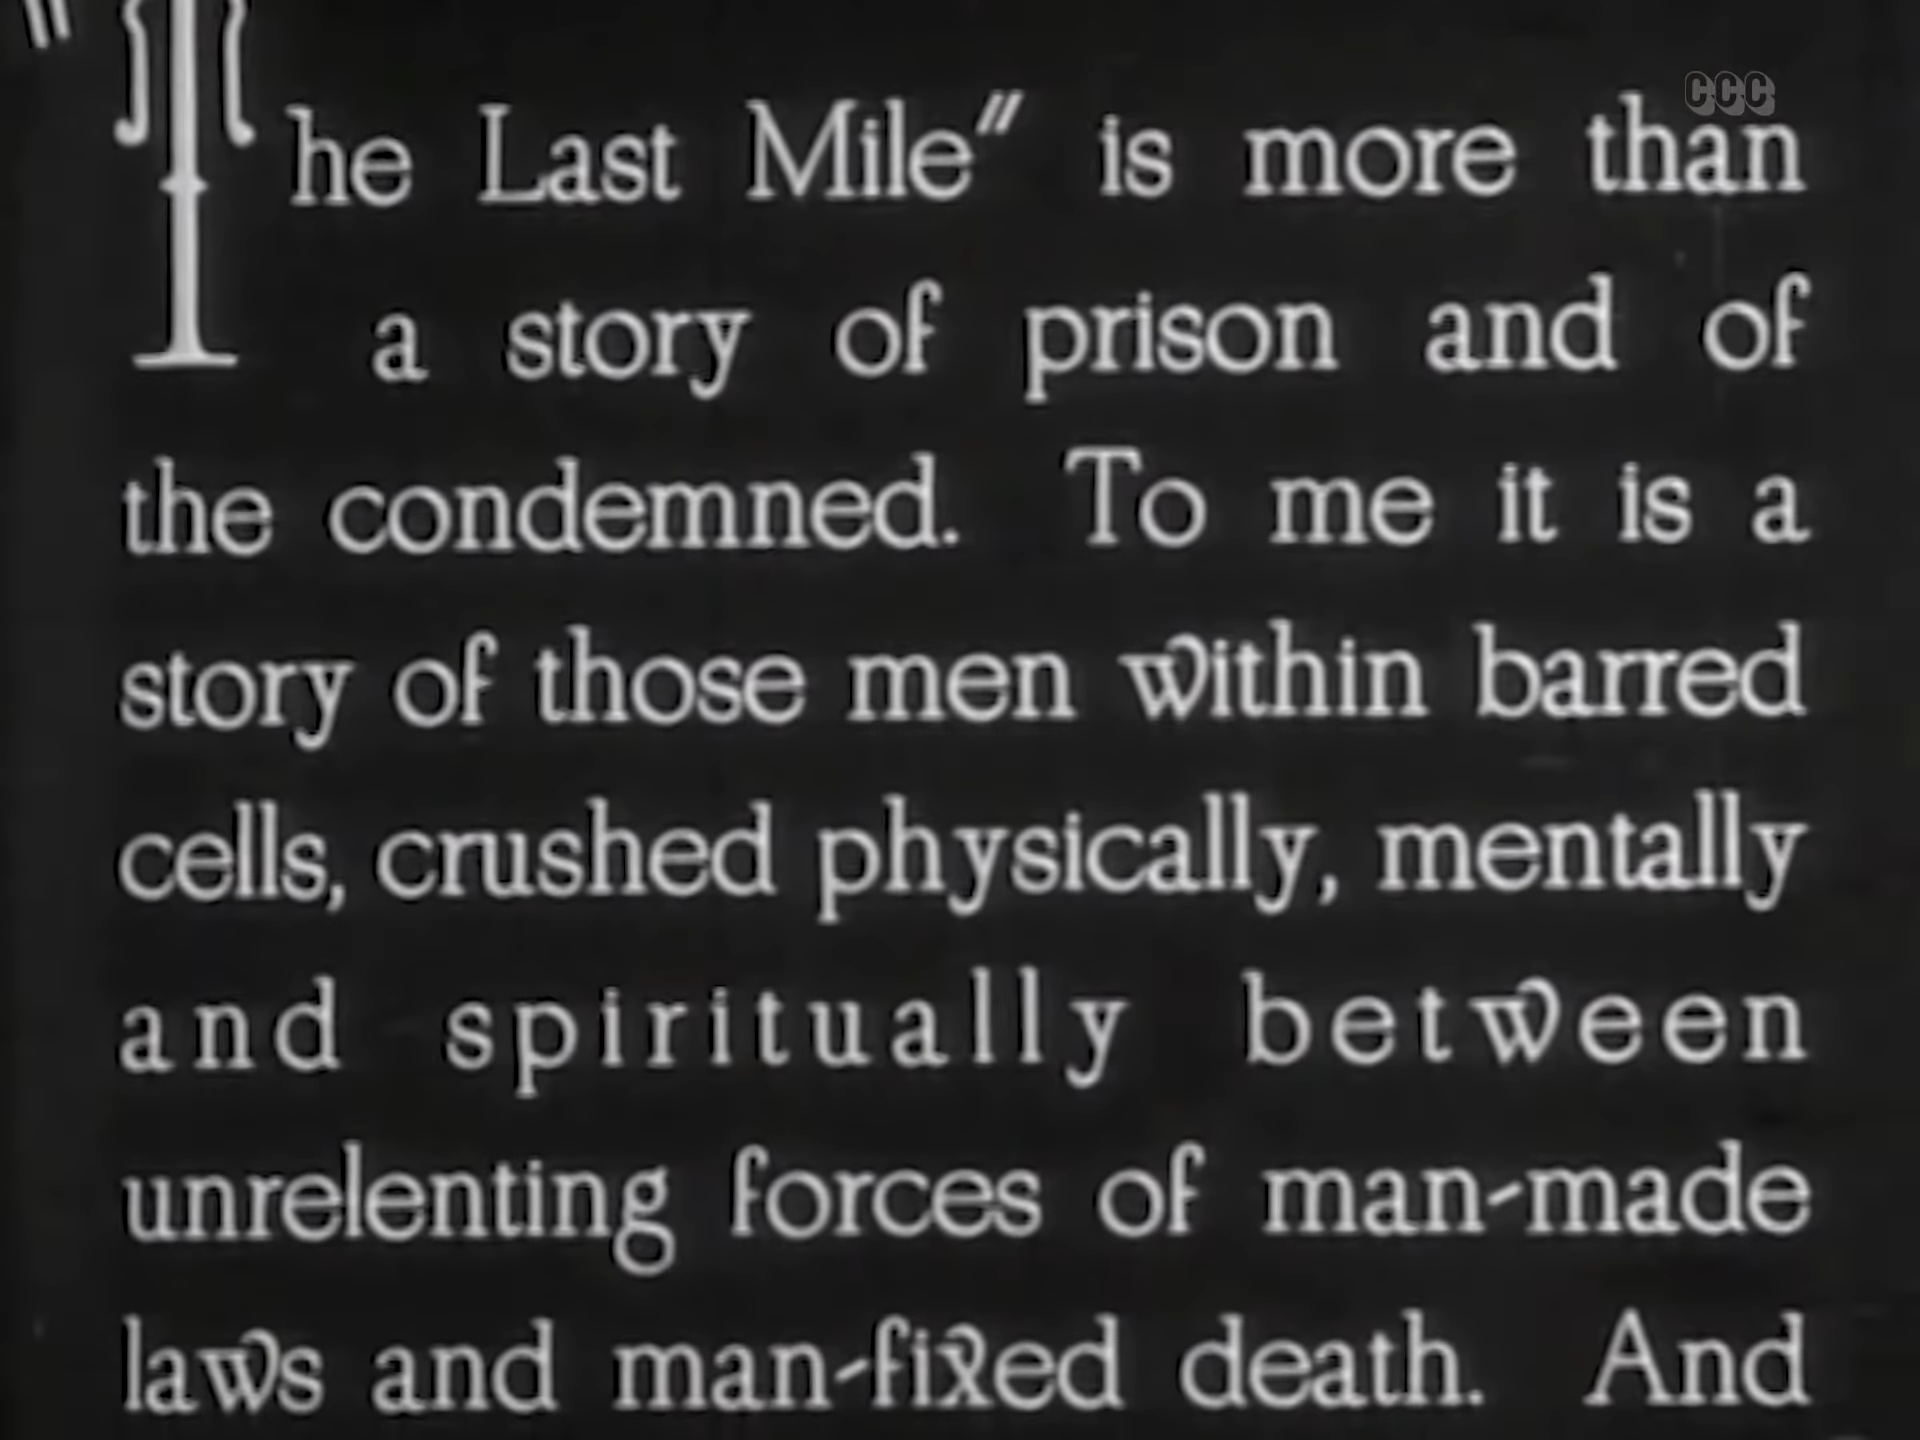 CCC
"The Last Mile" is more than
a story of prison and of
the condemned. To me it is a
story of those men within barred
cells, crushed physically, mentally
and spiritually between
unrelenting forces of man-made
laws and man-fixed death. And